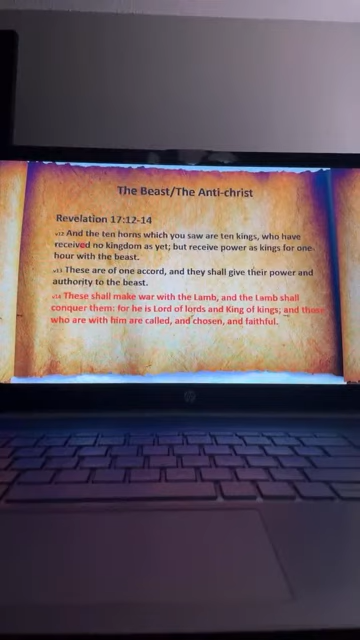 The Beast/The Anti-christ
Revelation 17:12-14
v12 And the ten horns which you saw are ten kings, who have
received no kingdom as yet; but receive power as kings for one
hour with the beast.
v13 These are of one accord, and they shall give their power and
authority to the beast.
v14 These shall make war with the Lamb, and the Lamb shall
conquer them: for he is Lord of lords and King of kings; and those
who are with him are called, and chosen, and faithful.
hp